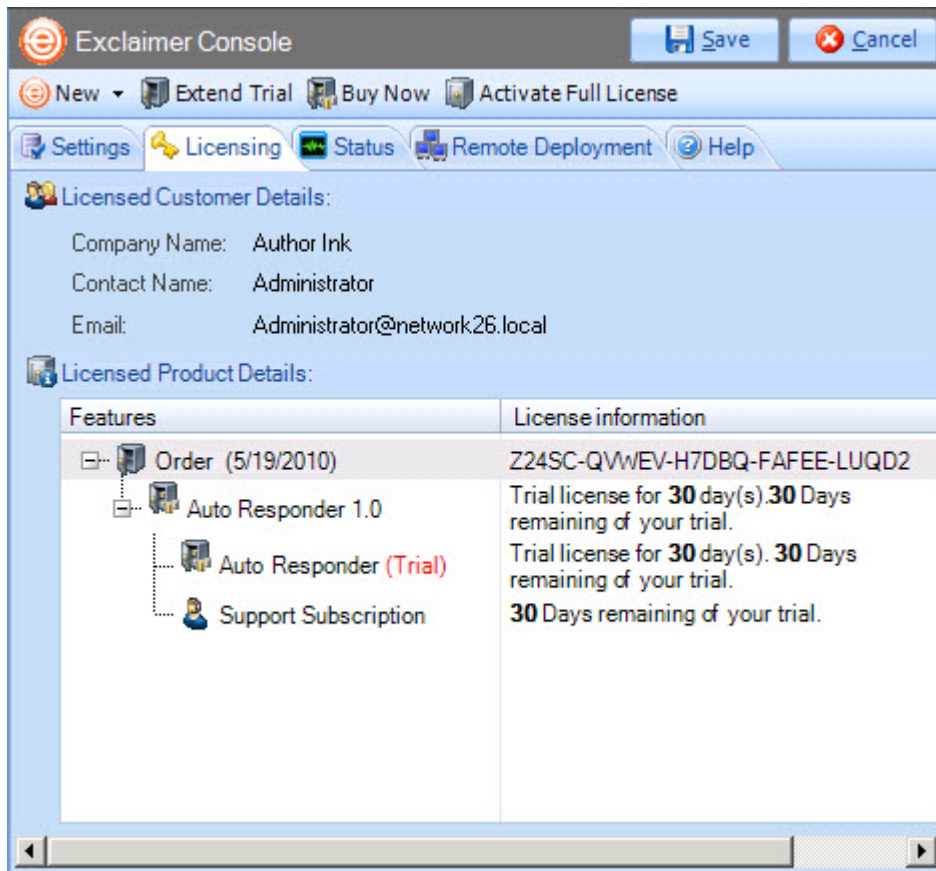 Exclaimer Console
Save
Cancel
New
Extend Trial
Buy Now
Activate Full License
Settings
Licensing
Status
Remote Deployment
Help
Licensed Customer Details:
Company Name: Author Ink
Contact Name: Administrator
Email: Administrator@network26.local
Licensed Product Details:
Features
License information
Order (5/19/2010)
Z24SC-QVWEV-H7DBQ-FAFEE-LUQD2
Auto Responder 1.0
Trial license for 30 day(s).30 Days
remaining of your trial.
Auto Responder (Trial)
Trial license for 30 day(s). 30 Days
remaining of your trial.
Support Subscription
30 Days remaining of your trial.